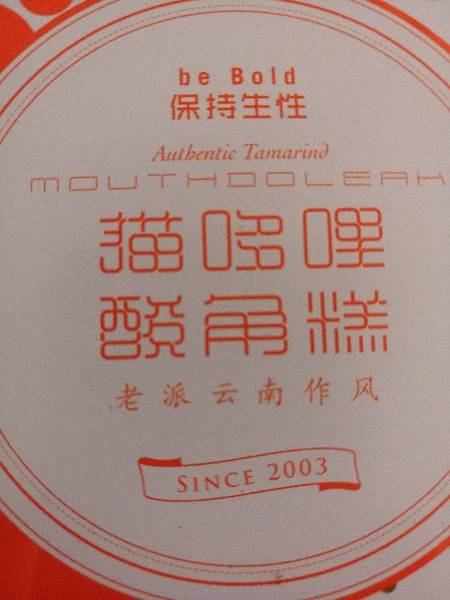 be Bold
保持生性
Authentic Tamarind
MOUTHDOLEAH
猫哆哩
酸角糕
老派云南作风
SINCE 2003